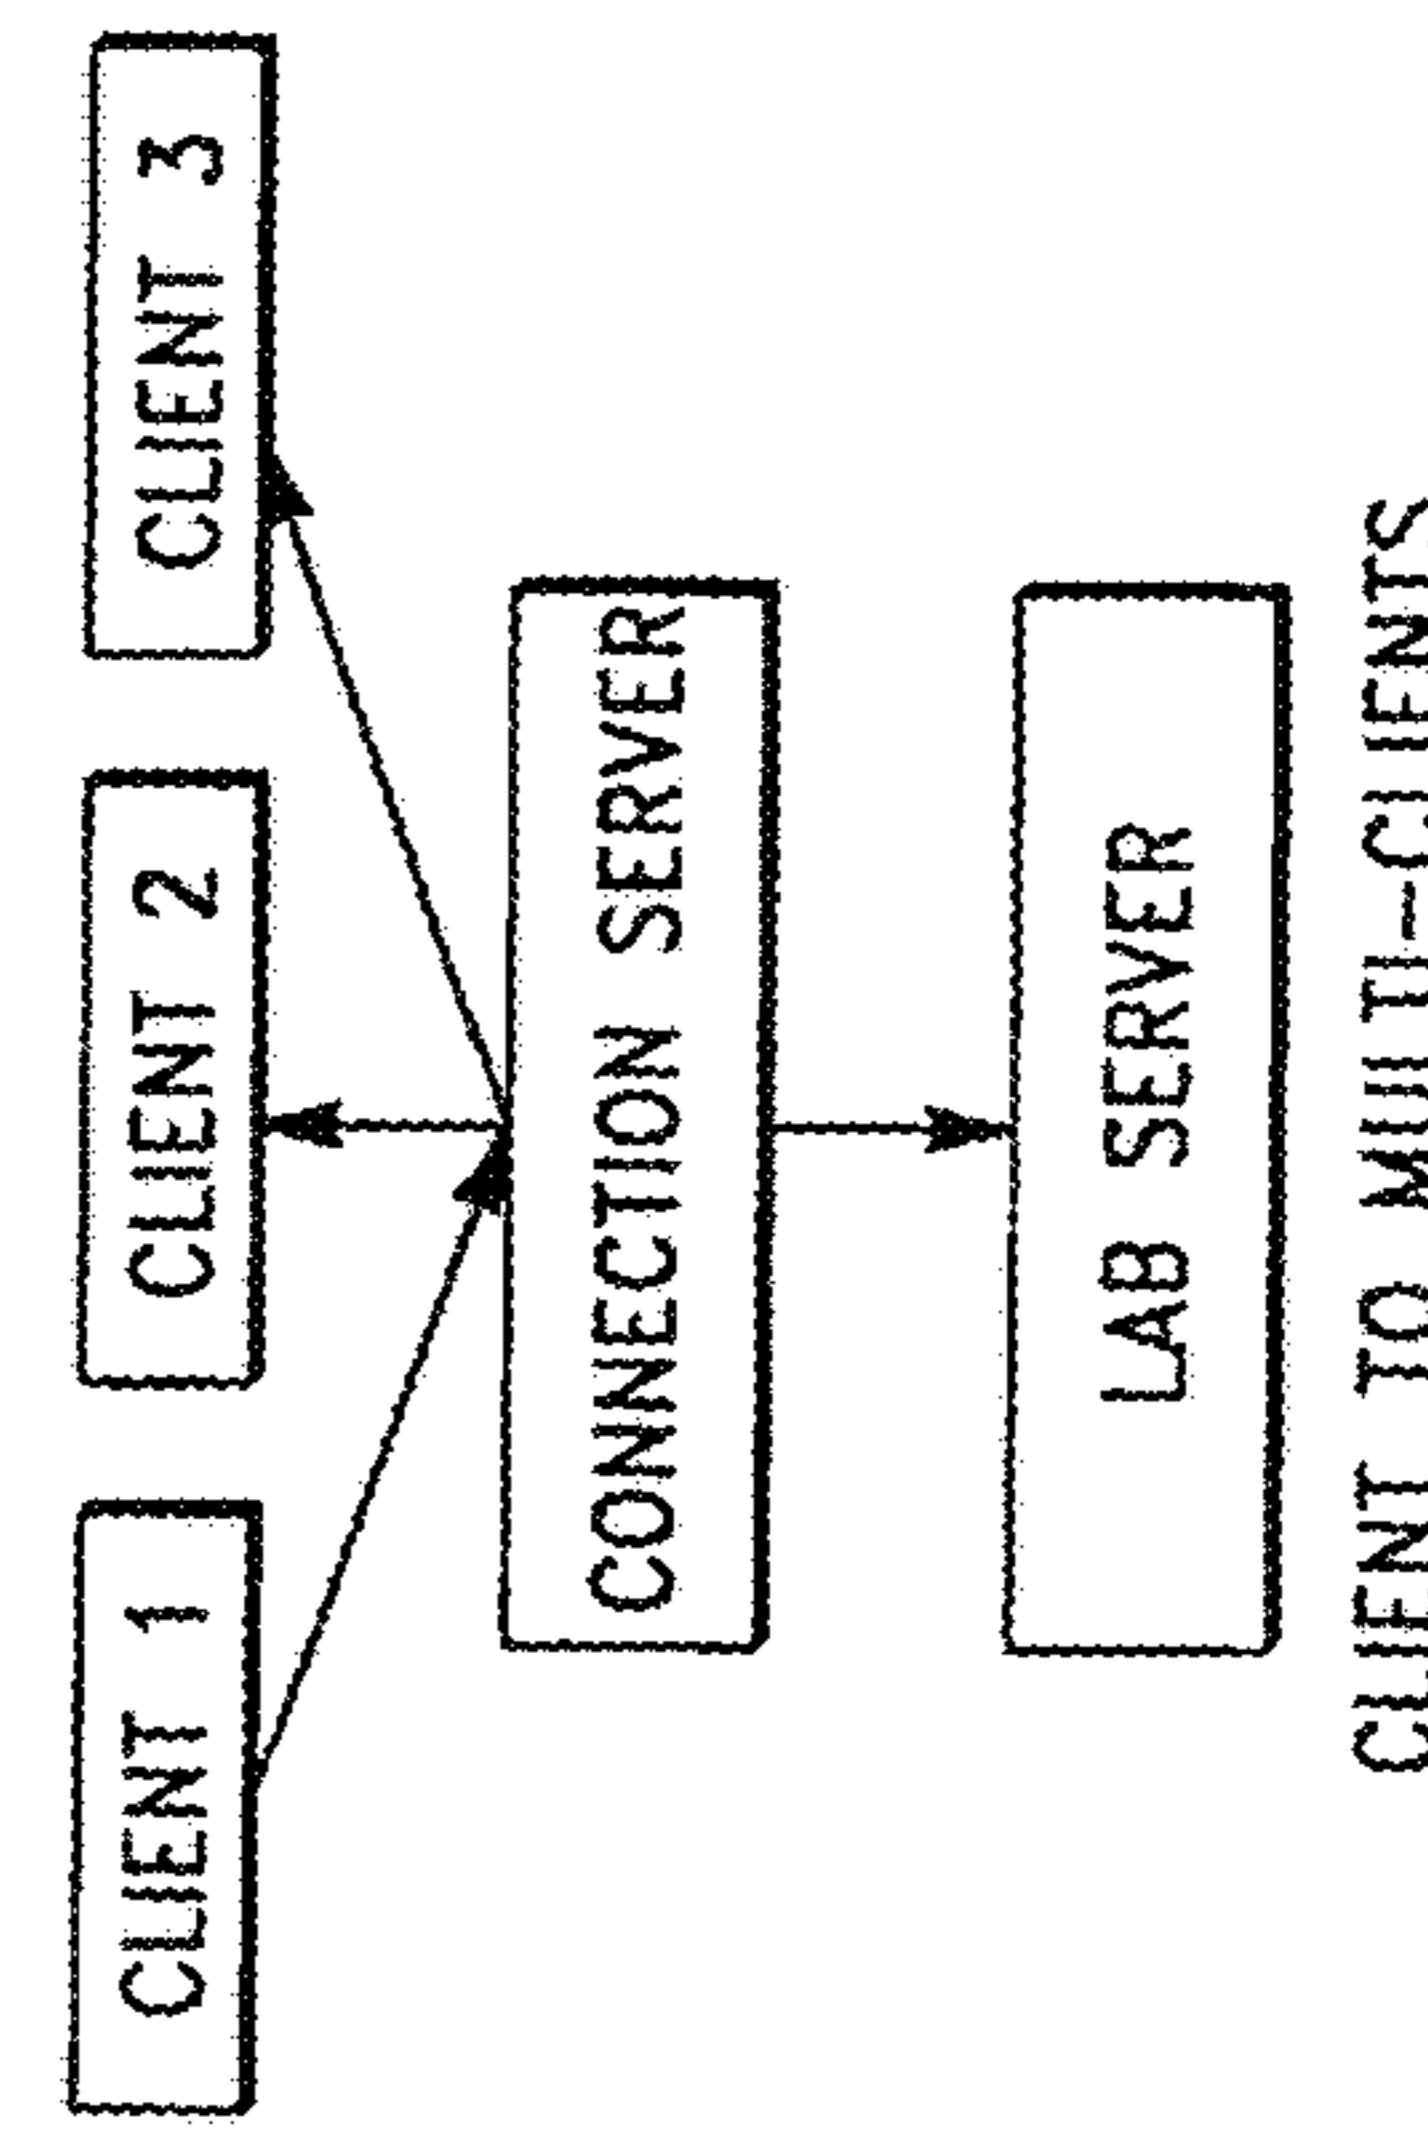 CLIENT 1
CLIENT 2
CLIENT 3
CONNECTION SERVER
LAB SERVER
CLIENT TO MULTI-CLIENTS